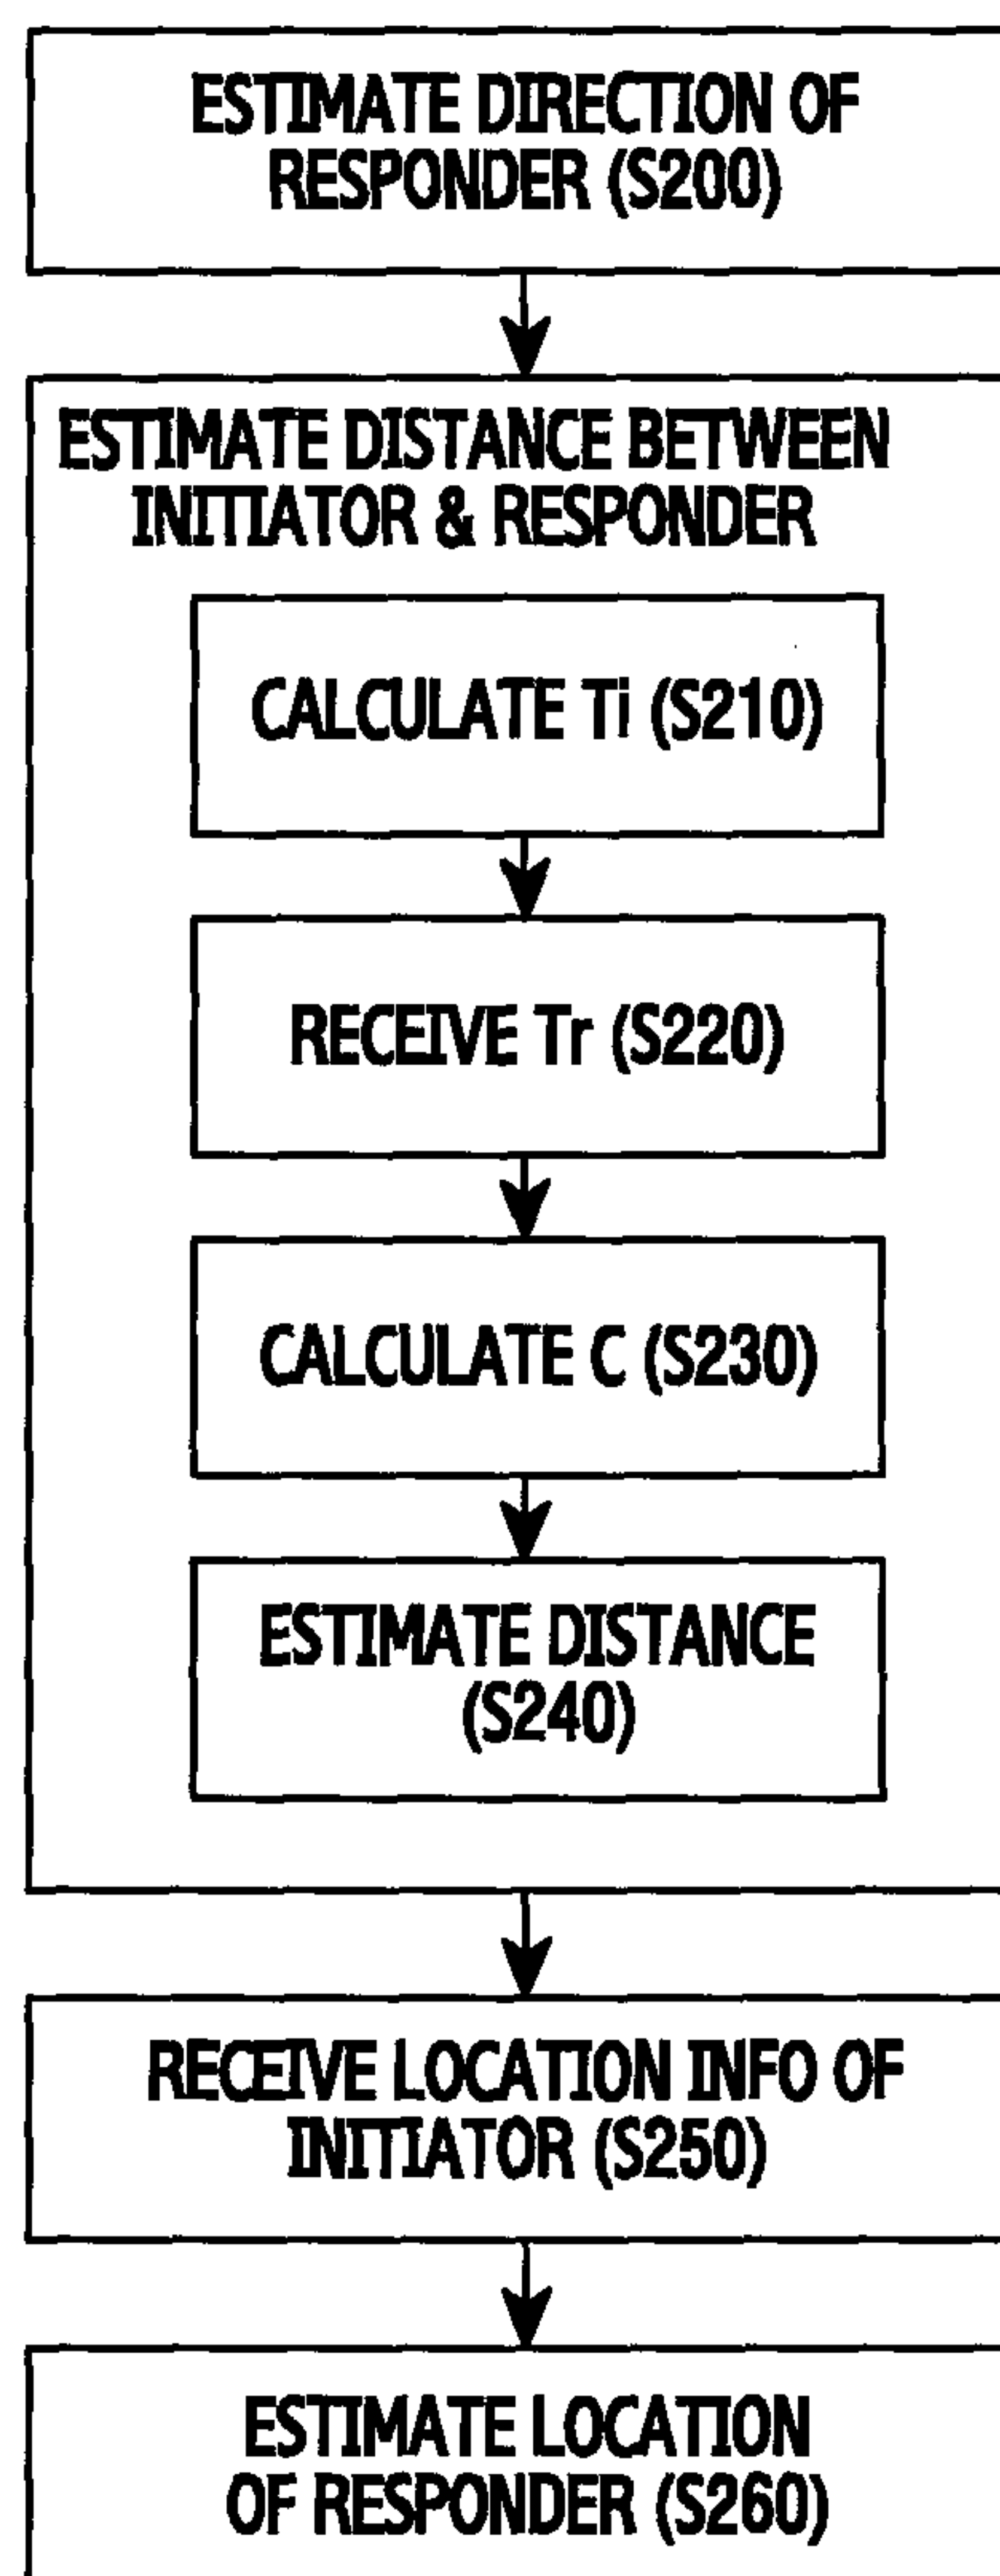 ESTIMATE DIRECTION OF
RESPONDER (S200)
ESTIMATE DISTANCE BETWEEN
INITIATOR & RESPONDER
CALCULATE Ti (S210)
RECEIVE Tr (S220)
CALCULATE C (S230)
ESTIMATE DISTANCE
(S240)
RECEIVE LOCATION INFO OF
INITIATOR (S250)
ESTIMATE LOCATION
OF RESPONDER (S260)